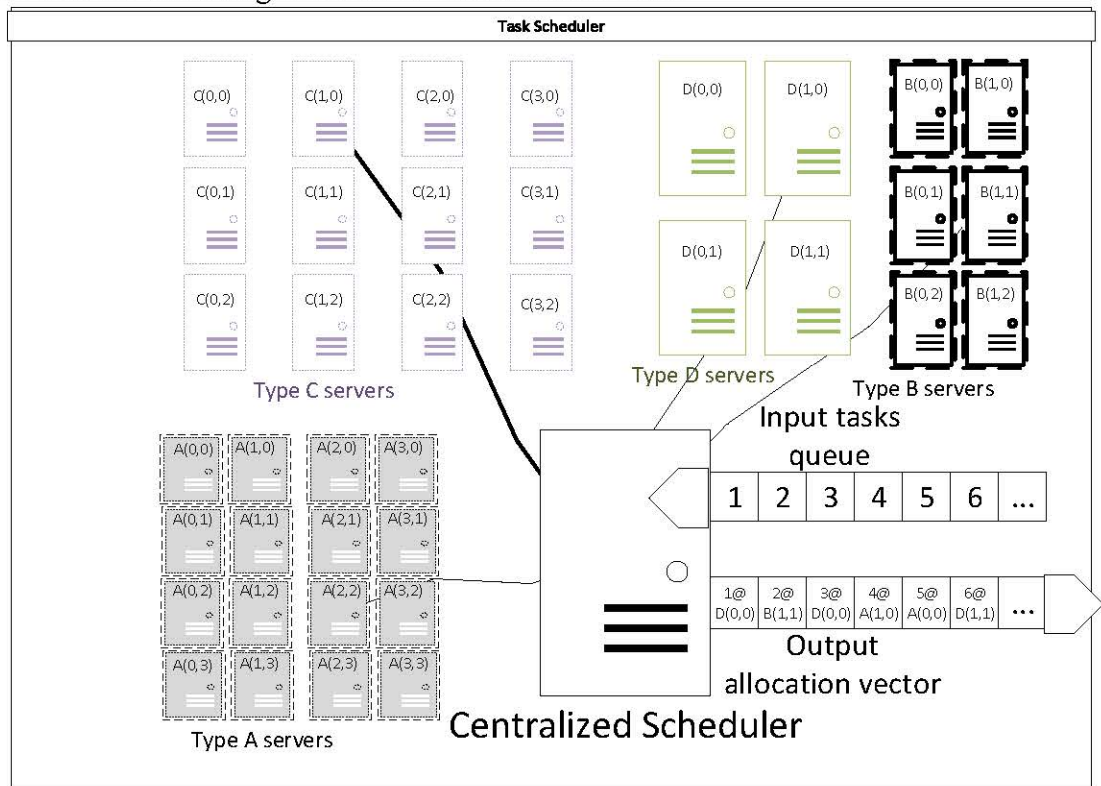 Task Scheduler
C(0,0) C(1,0) C(2,0) C(3,0)
D(0,0) D(1,0)
B(0,0) B(1,0)
C(0,1) C(1,1) C(2,1) C(3,1)
B(0,1) B(1,1)
D(0,1) D(1,1)
C(0,2) C(1,2) C(2,2) C(3,2)
B(0,2) B(1,2)
Type C servers
Type D servers
Type B servers
Input tasks
queue
A(0,0) A(1,0) A(2,0) A(3,0)
1 2 3 4 5 6 ...
A(0,1) A(1,1) A(2,1) A(3,1)
A(0,2) A(1,2) A(2,2) A(3,2)
1@ 2@ 3@ 4@ 5@ 6@ ...
D(0,0) B(1,1) D(0,0) A(1,0) A(0,0) D(1,1)
Output
allocation vector
A(0,3) A(1,3) A(2,3) A(3,3)
Centralized Scheduler
Type A servers